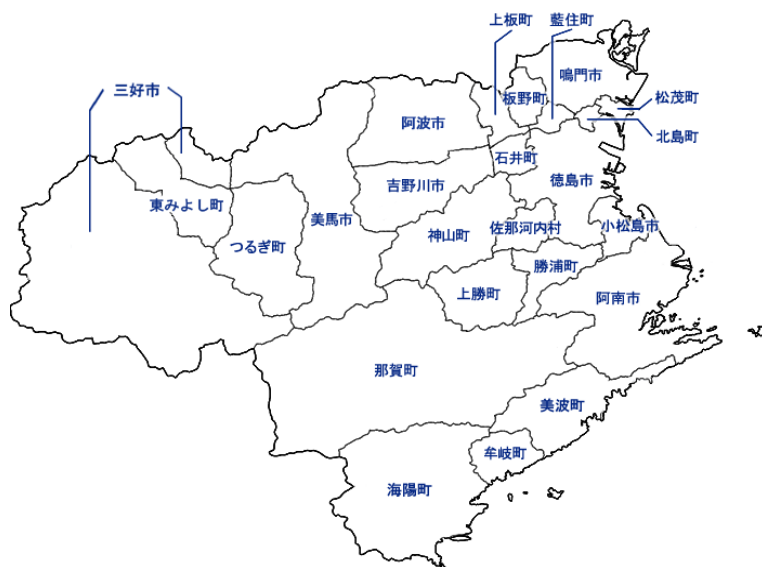 上板町
藍住町
鳴門市
三好市
板野町
松茂町
阿波市
北島町
石井町
徳島市
吉野川市
東みよし町
美馬市
佐那河内村
小松島市
神山町
つるぎ町
勝浦町
上勝町
阿南市
那賀町
美波町
牟岐町
海陽町